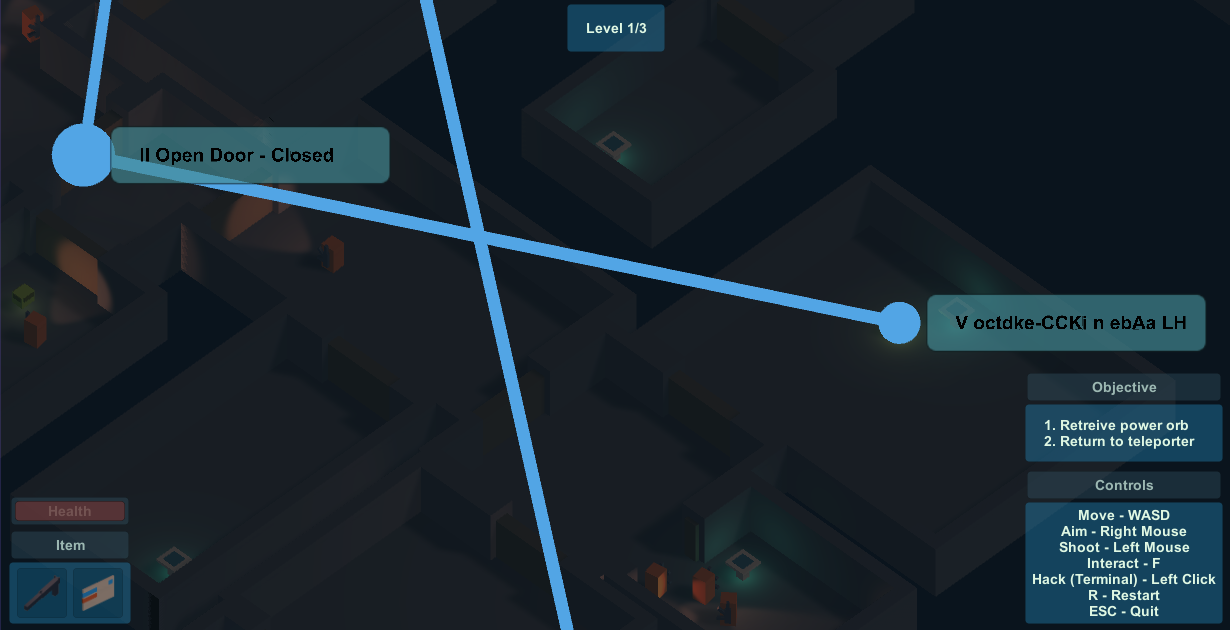 Level 1/3
II Open Door - Closed
V octdke-CCKi n ebAa LH
Objective
1. Retreive power orb
2. Return to teleporter
Controls
Move - WASD
Aim - Right Mouse
Shoot - Left Mouse
Interact - F
Hack (Terminal) - Left Click
R - Restart
ESC - Quit
Health
Item